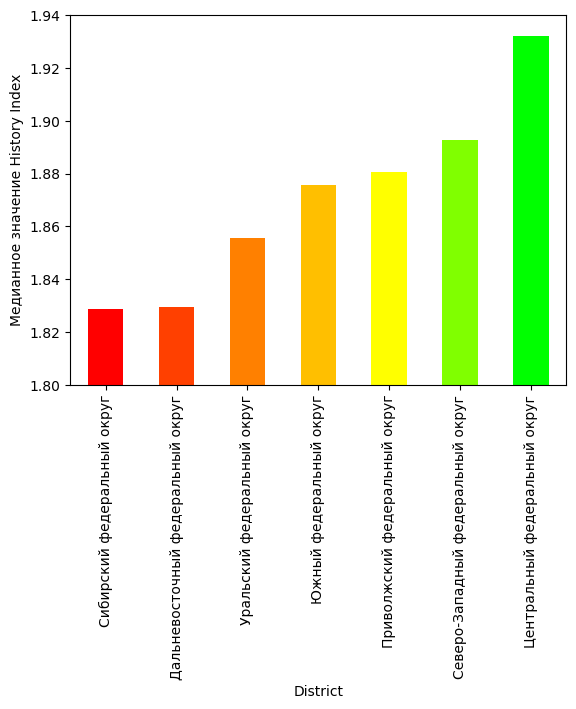 1.94
1.92
1.90
1.88
1.86
1.84
1.82
1.80
Медианное значение History Index
Сибирский федеральный округ
Дальневосточный федеральный округ
Уральский федеральный округ
Южный федеральный округ
Приволжский федеральный округ
Северо-Западный федеральный округ
Центральный федеральный округ
District